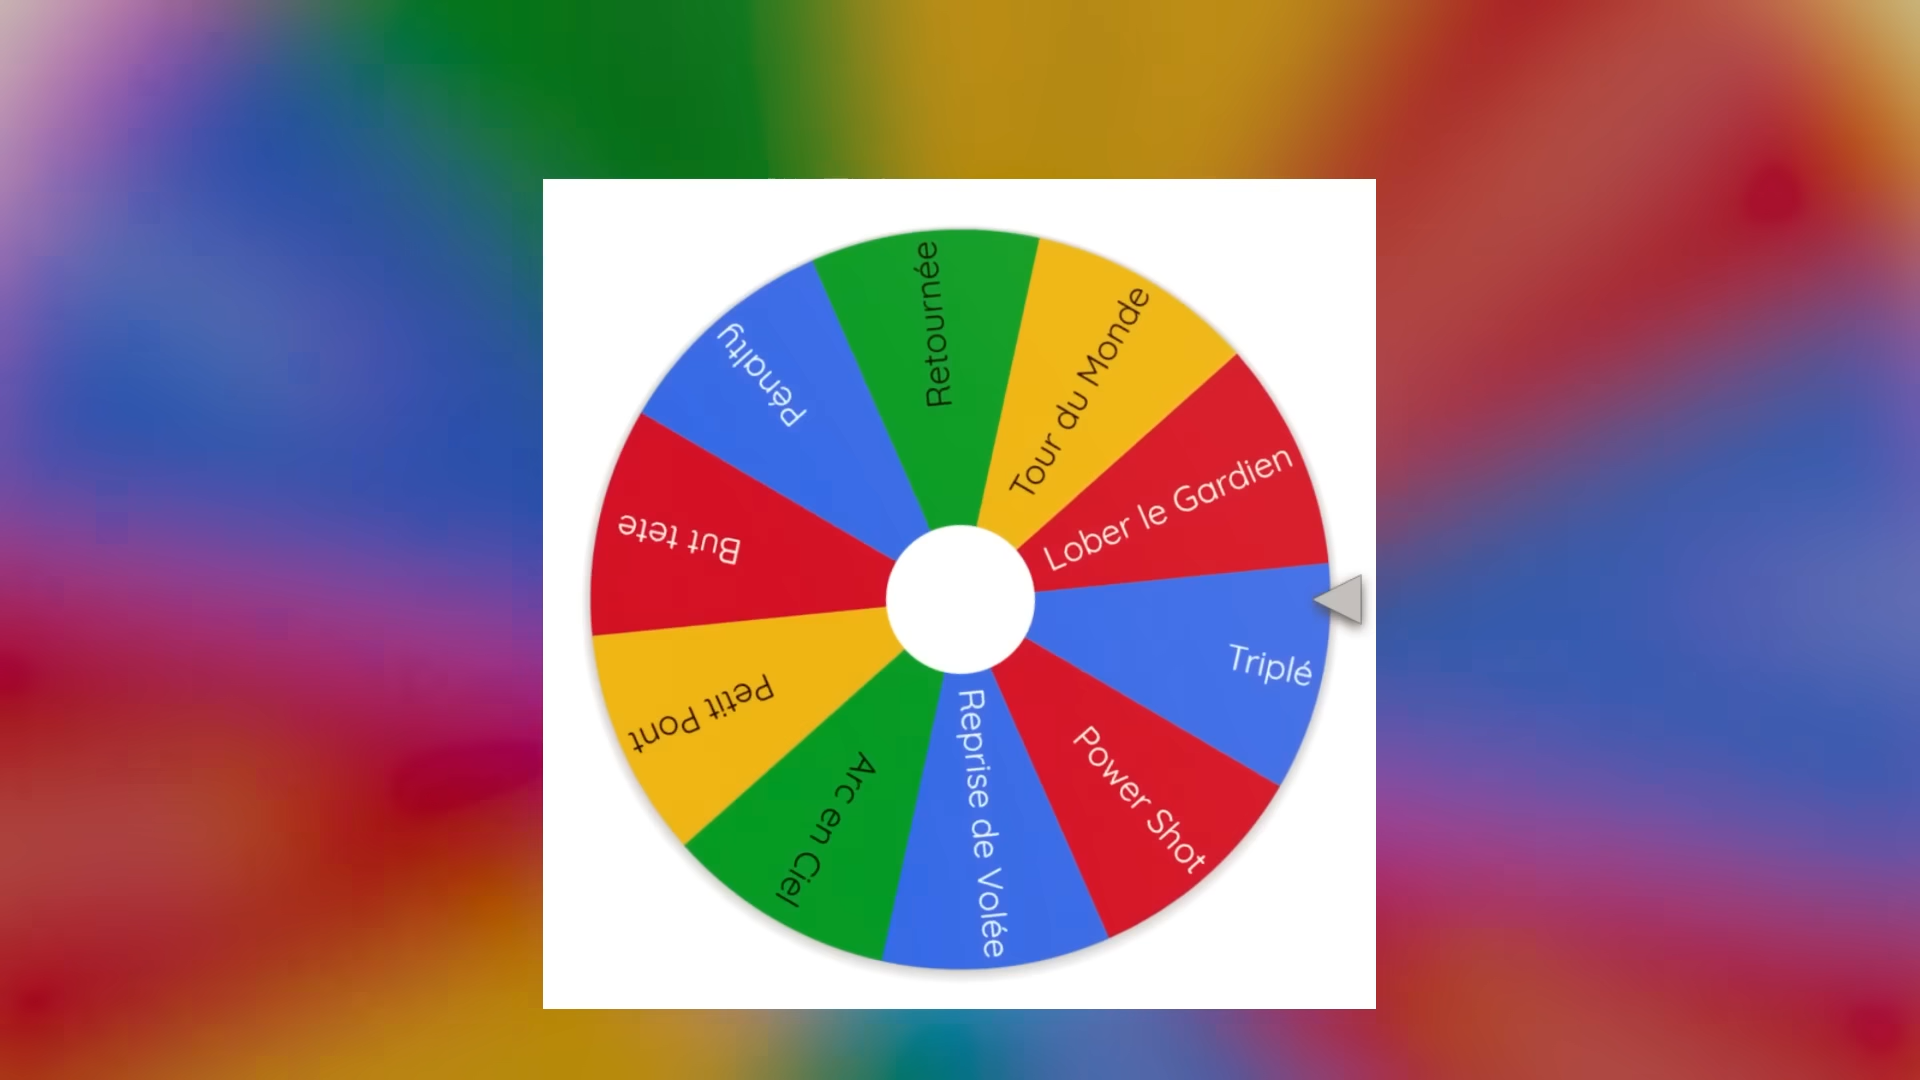 Retournée
Tour du Monde
Lober le Gardien
Triplé
Power Shot
Reprise de Volée
Arc en Ciel
Petit Pont
But tete
Pénalty